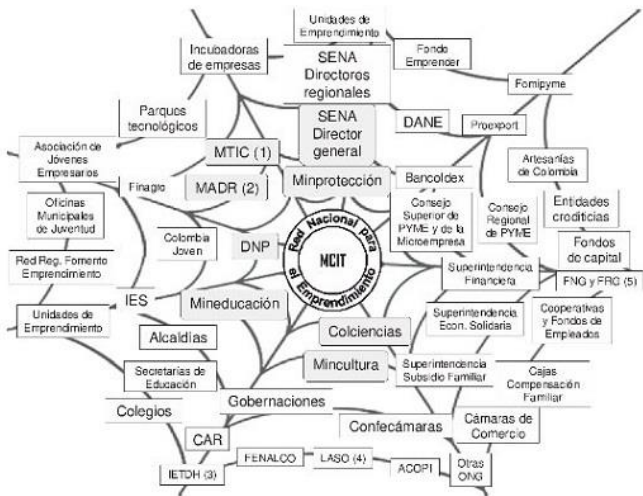 Unidades de
Emprendimiento
Incubadoras
de empresas
SENA
Directoros
regionales
Fondo
Emprender
Fomipyme
Parques
tecnológicos
SENA
Director
general
DANE
Proexport
Asociación de
Jóvenes
Empresarios
MTIC (1)
Artesanías
de Colombia
Finagro
MADR (2)
Minprotección
Bancoldex
Oficinas
Municipales
de Juventud
Consejo
Superior de
PYME y de la
Microempresa
Consejo
Regional
de PYME
Entidades
croditicias
Colombia
Joven
DNP
Red Nacional para
el Emprendimiento
MCIT
Fondos
de capital
Red Reg. Fomento
Emprendimiento
Superintendencia
Financiera
FNG y FRG (5)
IES
Mineducación
Unidades de
Emprendimiento
Colciencias
Superintendencia
Econ. Solidaria
Cooperativas
y Fondos de
Empleados
Alcaldías
Mincultura
Superintencencia
Subsidio Familiar
Secretarías de
Educación
Cajas
Compensación
Familiar
Colegios
Gobernaciones
Confecámaras
Cámaras de
Comercio
CAR
IETDH (3)
FENALCO
LASO (4)
ACOPI
Otras
ONG